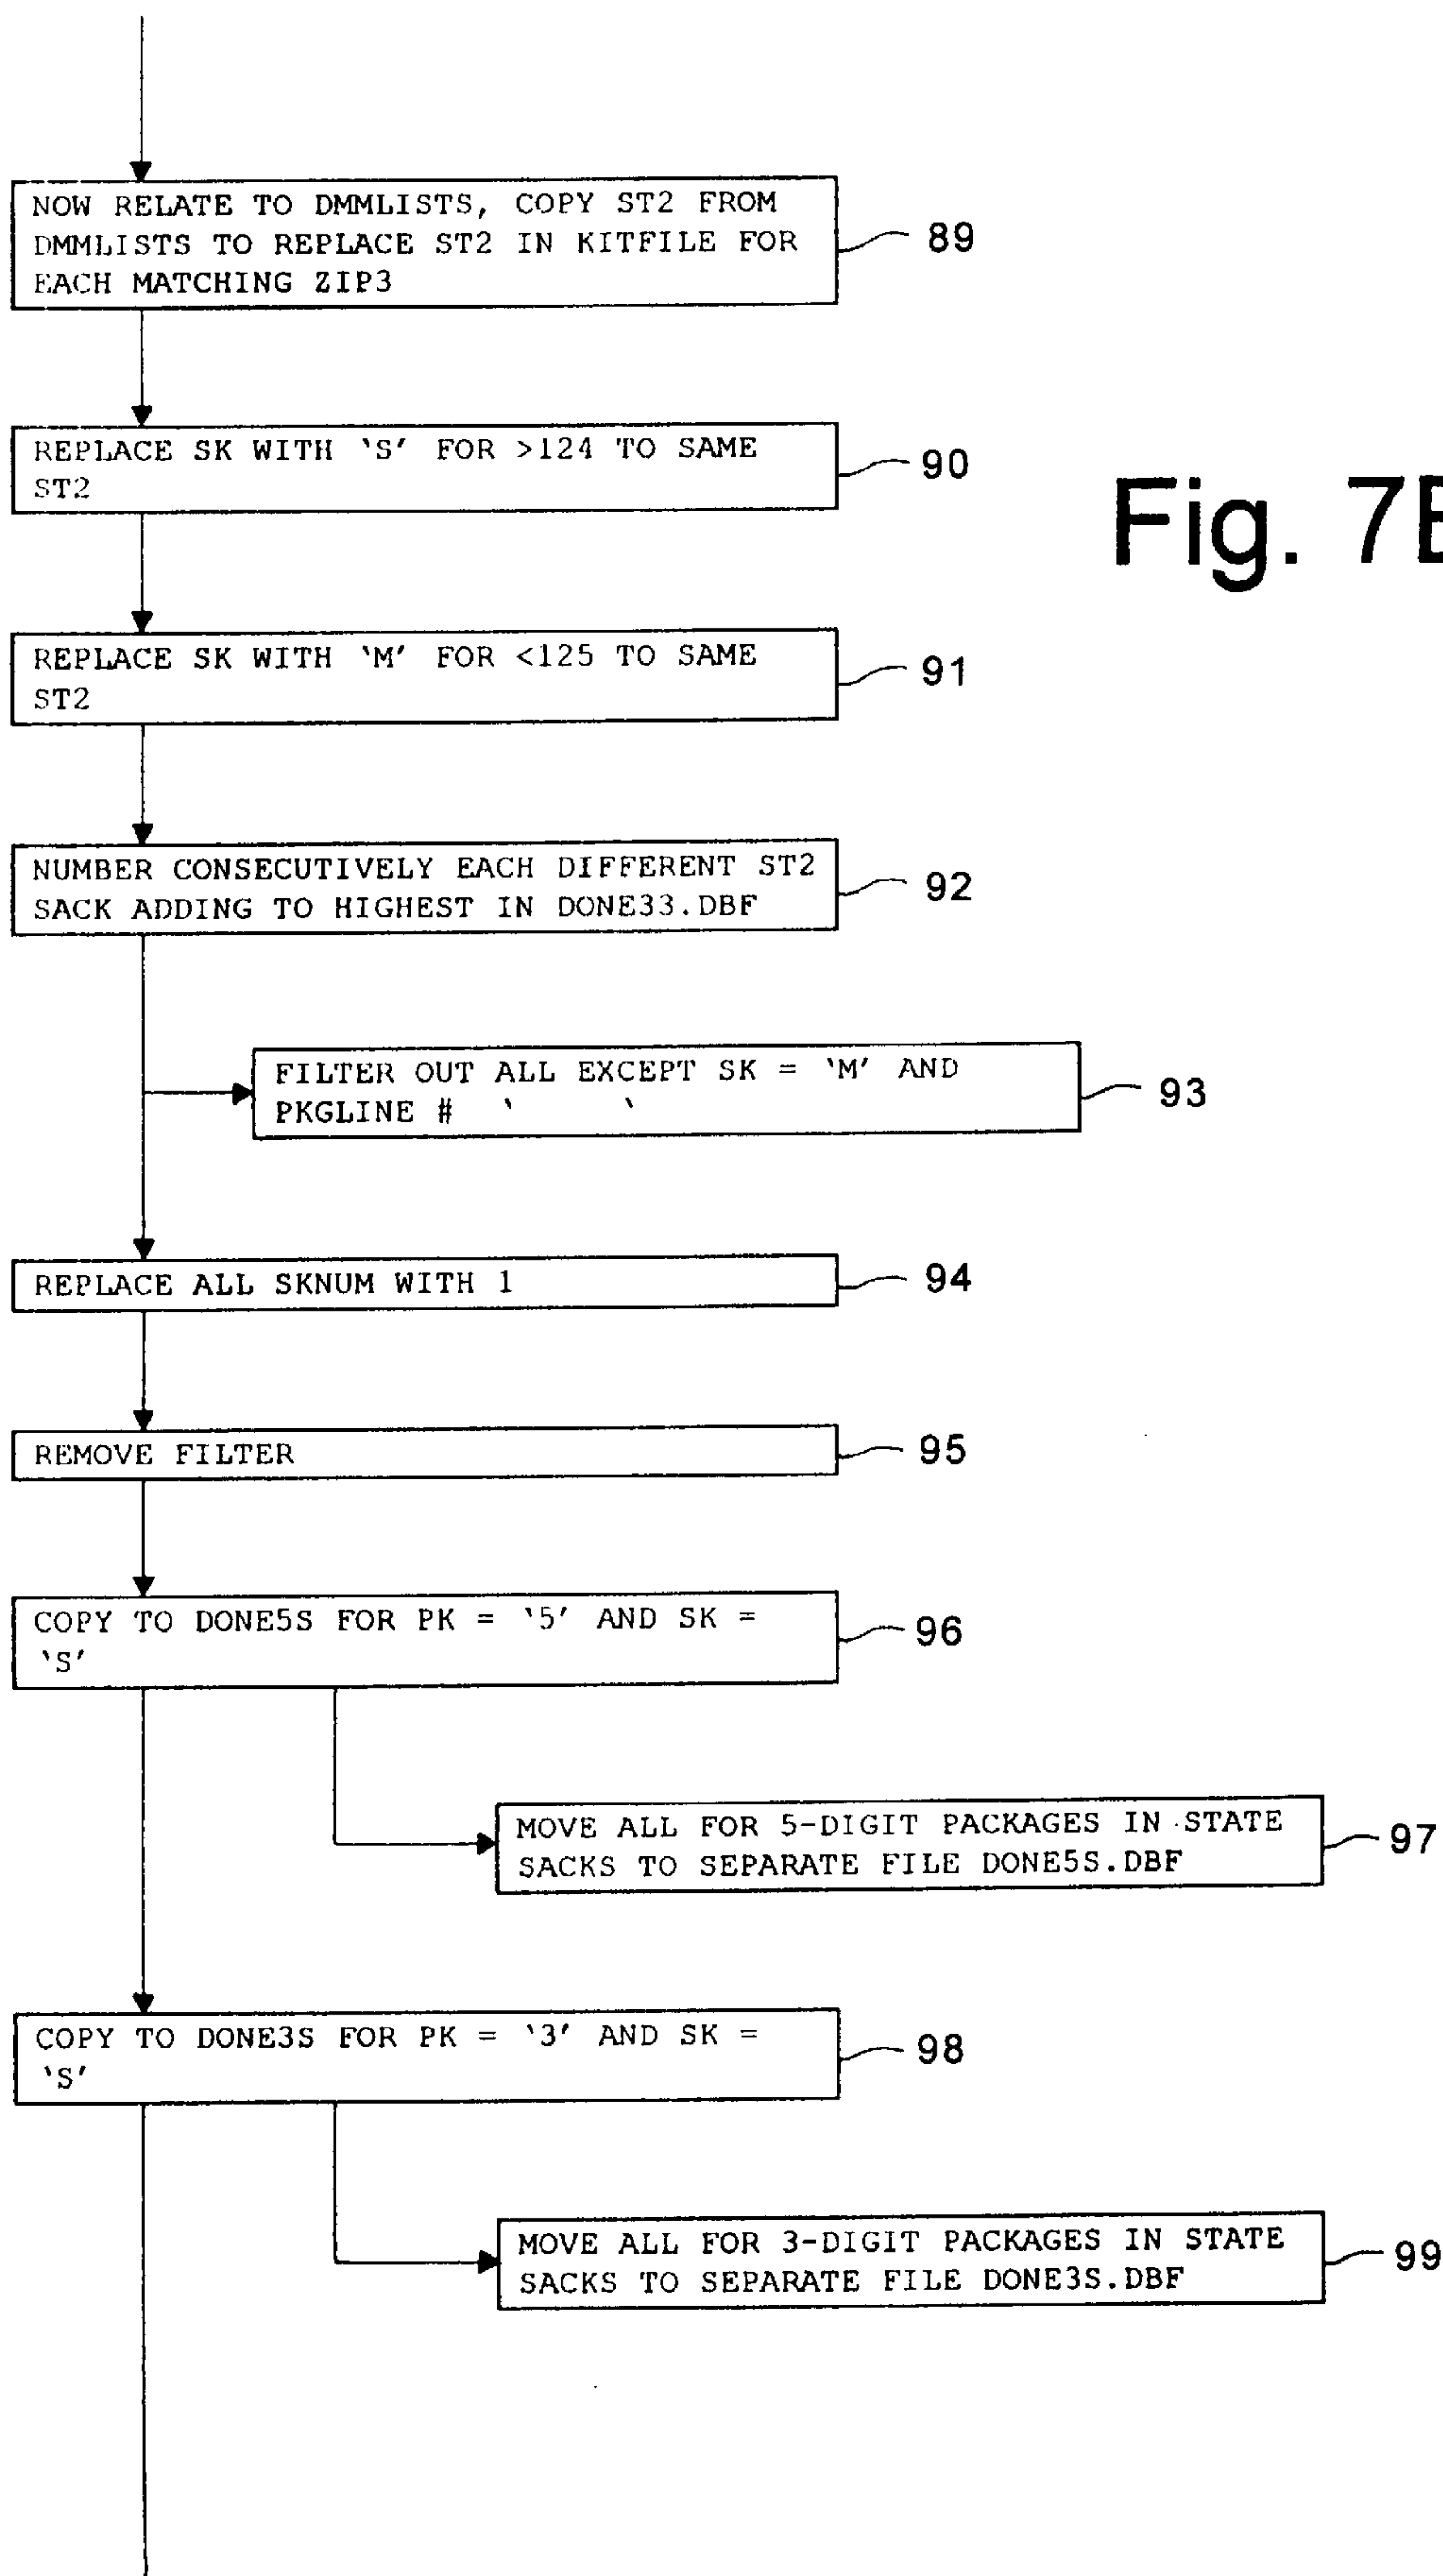 NOW RELATE TO DMMLISTS, COPY ST2 FROM
DMMLISTS TO REPLACE ST2 IN KITFILE FOR
EACH MATCHING ZIP3
89
REPLACE SK WITH 'S' FOR >124 TO SAME
ST2
90
Fig. 7B
REPLACE SK WITH 'M' FOR <125 TO SAME
ST2
91
NUMBER CONSECUTIVELY EACH DIFFERENT ST2
SACK ADDING TO HIGHEST IN DONE33.DBF
92
FILTER OUT ALL EXCEPT SK = 'M' AND
PKGLINE # ‛ ‛
93
REPLACE ALL SKNUM WITH 1
94
REMOVE FILTER
95
COPY TO DONE5S FOR PK = '5' AND SK =
'S'
96
MOVE ALL FOR 5-DIGIT PACKAGES IN STATE
SACKS TO SEPARATE FILE DONE5S.DBF
97
COPY TO DONE3S FOR PK = '3' AND SK =
'S'
98
MOVE ALL FOR 3-DIGIT PACKAGES IN STATE
SACKS TO SEPARATE FILE DONE3S.DBF
99